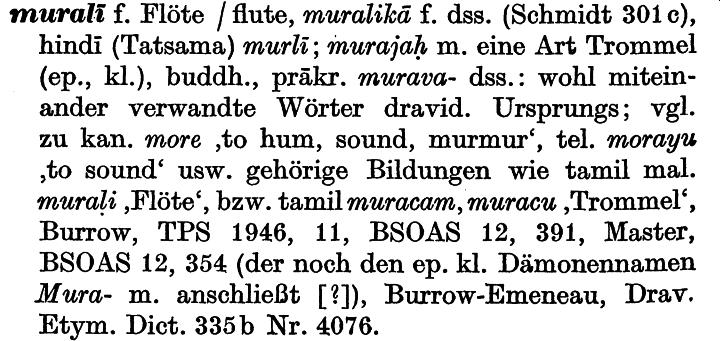 muralī f. Flöte / flute, muralikā f. dss. (Schmidt 301 c),
hindī (Tatsama) murlī; murajaḥ m. eine Art Trommel
(ep., kl.), buddh., prākr. murava- dss.: wohl mitein-
ander verwandte Wörter dravid. Ursprungs; vgl.
zu kan. more ‚to hum, sound, murmur‘, tel. morayu
‚to sound‘ usw. gehörige Bildungen wie tamil mal.
muraḷi ‚Flöte‘, bzw. tamil muracam, muracu ‚Trommel‘,
Burrow, TPS 1946, 11, BSOAS 12, 391, Master,
BSOAS 12, 354 (der noch den ep. kl. Dämonennamen
Mura- m. anschließt [?]), Burrow-Emeneau, Drav.
Etym. Dict. 335 b Nr. 4076.